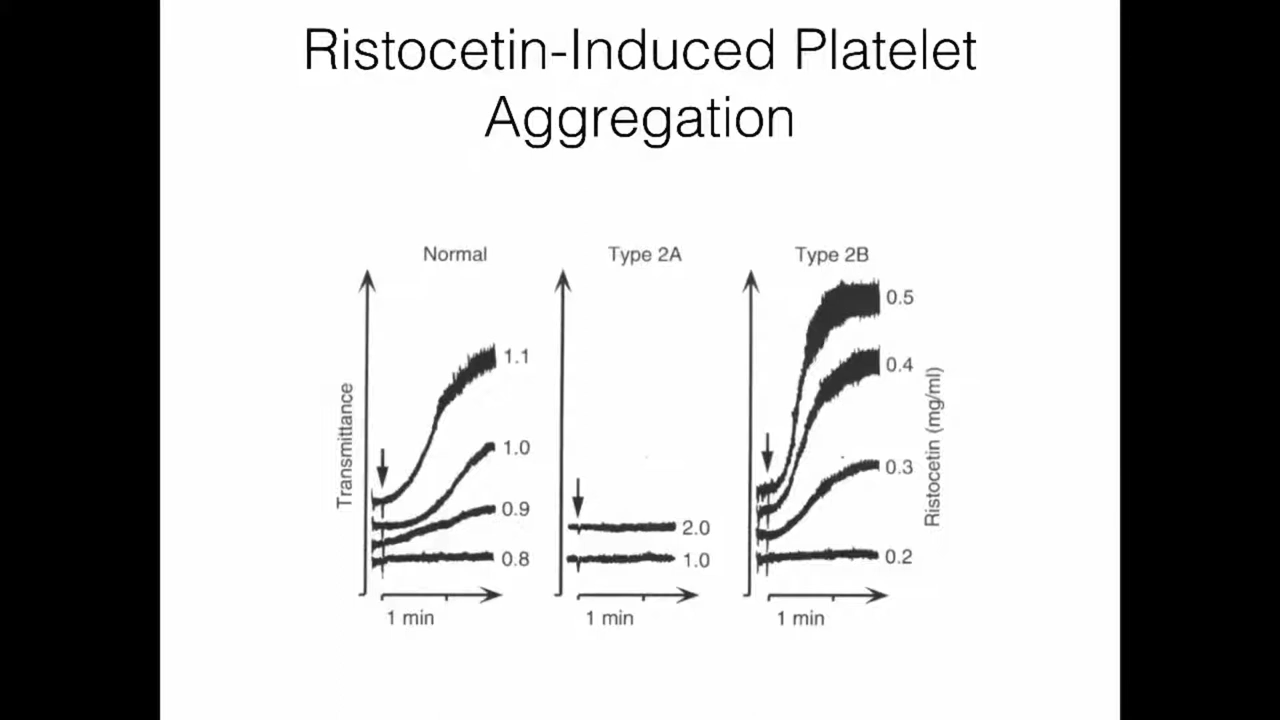 Ristocetin-Induced Platelet
Aggregation
Normal
Type 2A
Type 2B
Transmittance
1.1
1.0
0.9
0.8
1 min
2.0
1.0
1 min
0.5
0.4
0.3
0.2
1 min
Ristocetin (mg/ml)